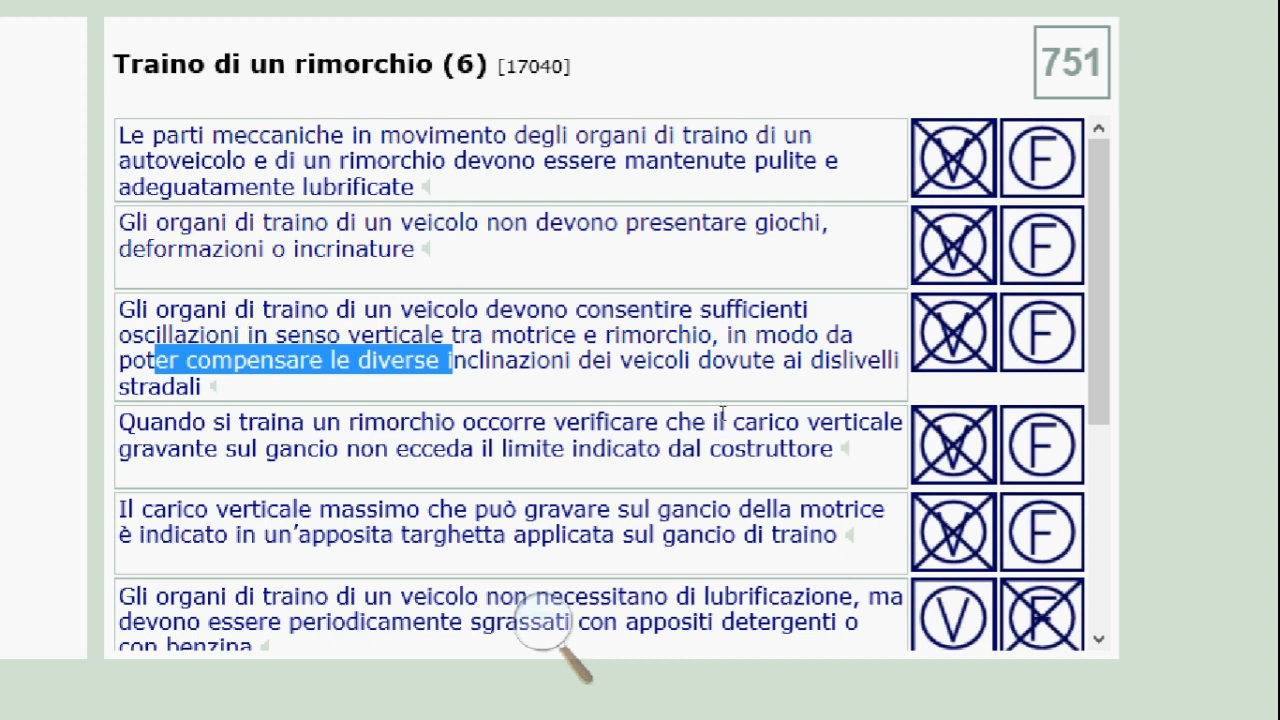 Traino di un rimorchio (6) [17040]
751
Le parti meccaniche in movimento degli organi di traino di un
autoveicolo e di un rimorchio devono essere mantenute pulite e
adeguatamente lubrificate
V F
Gli organi di traino di un veicolo non devono presentare giochi,
deformazioni o incrinature
V F
Gli organi di traino di un veicolo devono consentire sufficienti
oscillazioni in senso verticale tra motrice e rimorchio, in modo da
poter compensare le diverse inclinazioni dei veicoli dovute ai dislivelli
stradali
V F
Quando si traina un rimorchio occorre verificare che il carico verticale
gravante sul gancio non ecceda il limite indicato dal costruttore
V F
Il carico verticale massimo che può gravare sul gancio della motrice
è indicato in un'apposita targhetta applicata sul gancio di traino
V F
Gli organi di traino di un veicolo non necessitano di lubrificazione, ma
devono essere periodicamente sgrassati con appositi detergenti o
con benzina
V F